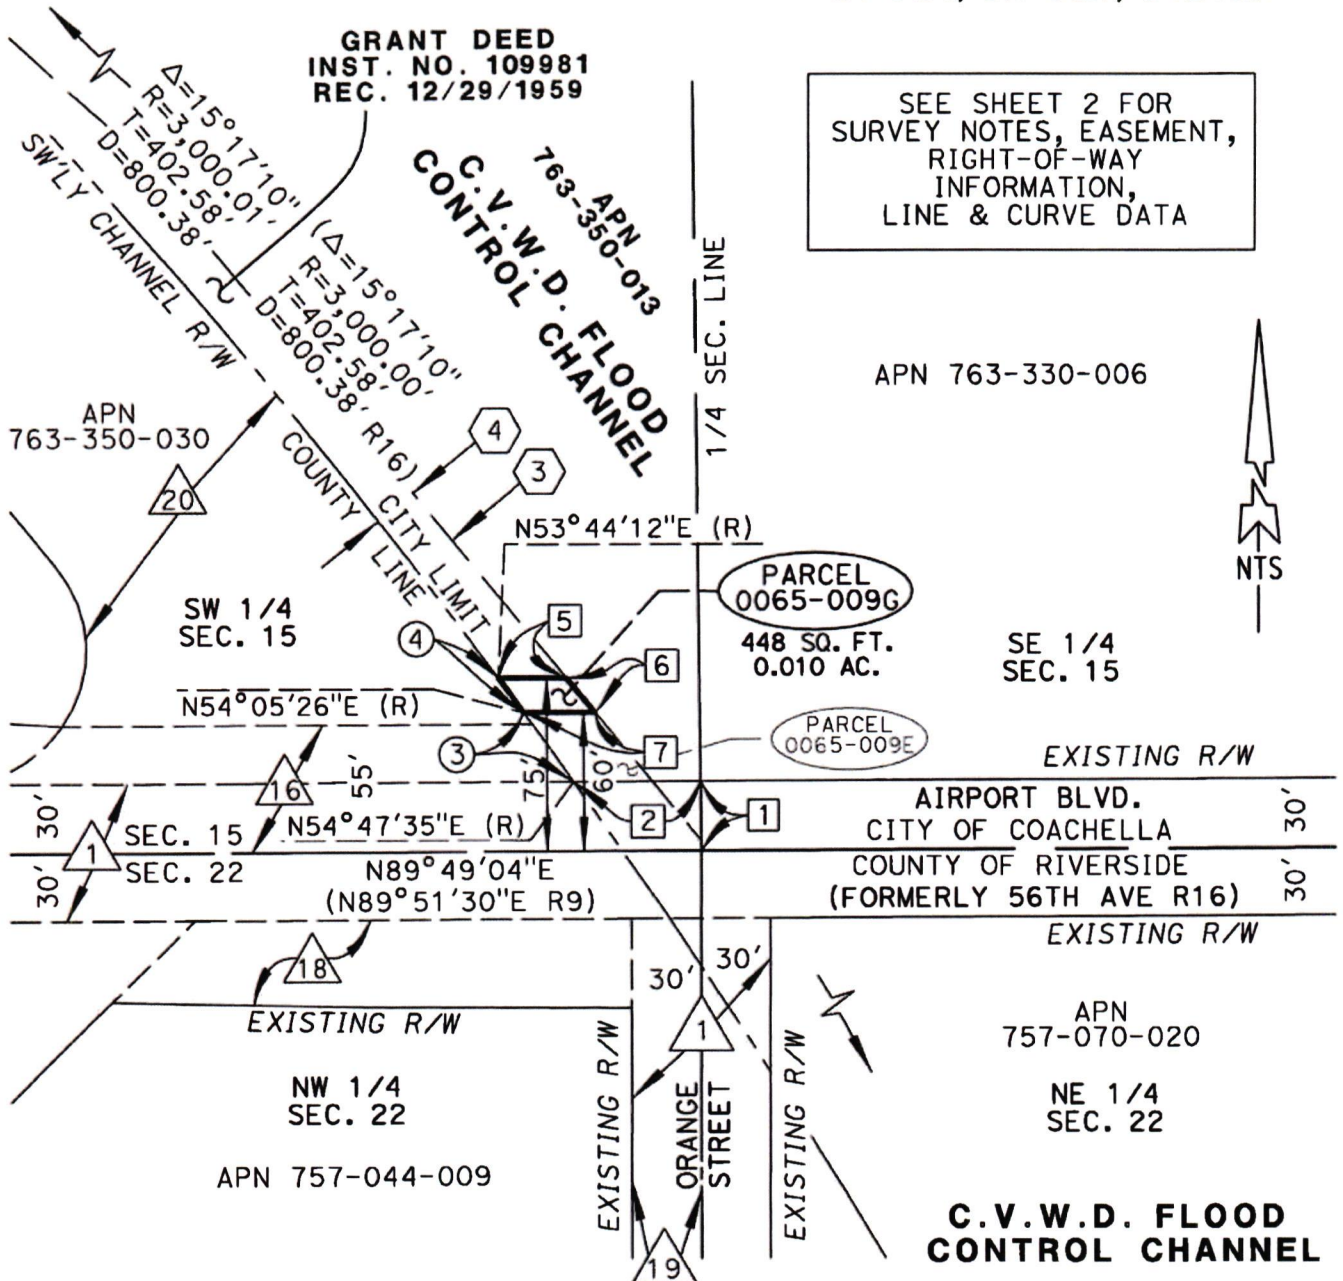 GRANT DEED
INST. NO. 109981
REC. 12/29/1959
SEE SHEET 2 FOR
SURVEY NOTES, EASEMENT,
RIGHT-OF-WAY
INFORMATION,
LINE & CURVE DATA
Δ=15°17'10"
R=3,000.01'
T=402.58'
D=800.38'
SW'LY CHANNEL R/W
(Δ=15°17'10"
R=3,000.00'
T=402.58'
D=800.38' R16)
C.V.W.D. FLOOD
CONTROL CHANNEL
APN
763-350-013
1/4 SEC. LINE
APN 763-330-006
NTS
APN
763-350-030
20
4
3
COUNTY LINE
CITY LIMIT
N53°44'12"E (R)
PARCEL
0065-009G
448 SQ. FT.
0.010 AC.
SW 1/4
SEC. 15
SE 1/4
SEC. 15
4
5
6
N54°05'26"E (R)
3
7
PARCEL
0065-009E
EXISTING R/W
16
55'
75'
60'
30'
30'
1
SEC. 15
SEC. 22
N54°47'35"E (R)
2
1
AIRPORT BLVD.
CITY OF COACHELLA
30'
N89°49'04"E
(N89°51'30"E R9)
COUNTY OF RIVERSIDE
(FORMERLY 56TH AVE R16)
30'
EXISTING R/W
18
30'
30'
EXISTING R/W
1
APN
757-070-020
NW 1/4
SEC. 22
NE 1/4
SEC. 22
APN 757-044-009
EXISTING R/W
ORANGE
STREET
EXISTING R/W
19
C.V.W.D. FLOOD
CONTROL CHANNEL